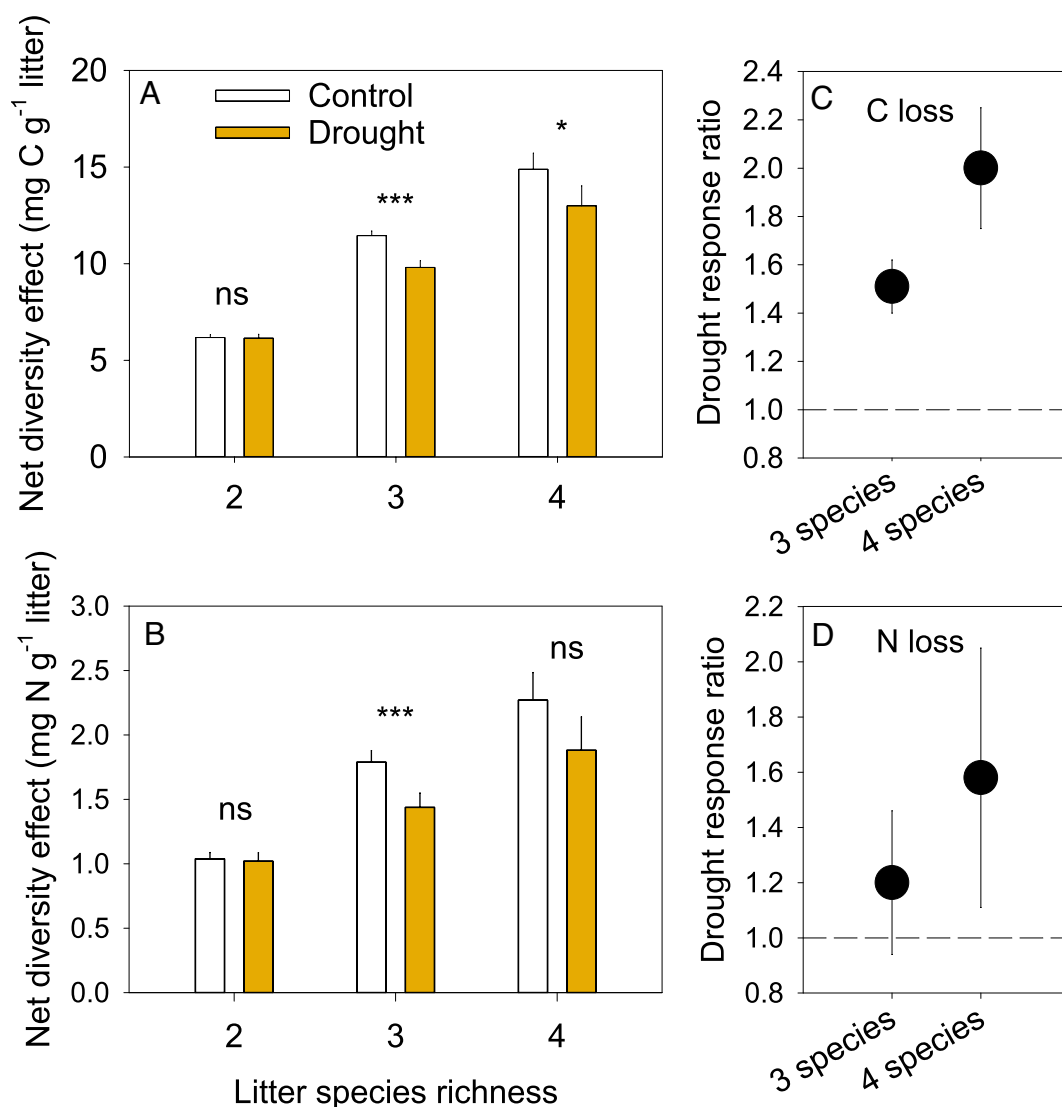 A
Control
Drought
Net diversity effect (mg C g⁻¹ litter)
20
15
10
5
0
ns
***
*
2
3
4
C
C loss
Drought response ratio
2.4
2.2
2.0
1.8
1.6
1.4
1.2
1.0
0.8
3 species
4 species
B
Net diversity effect (mg N g⁻¹ litter)
3.0
2.5
2.0
1.5
1.0
0.5
0.0
ns
***
ns
2
3
4
Litter species richness
D
N loss
Drought response ratio
2.2
2.0
1.8
1.6
1.4
1.2
1.0
0.8
3 species
4 species